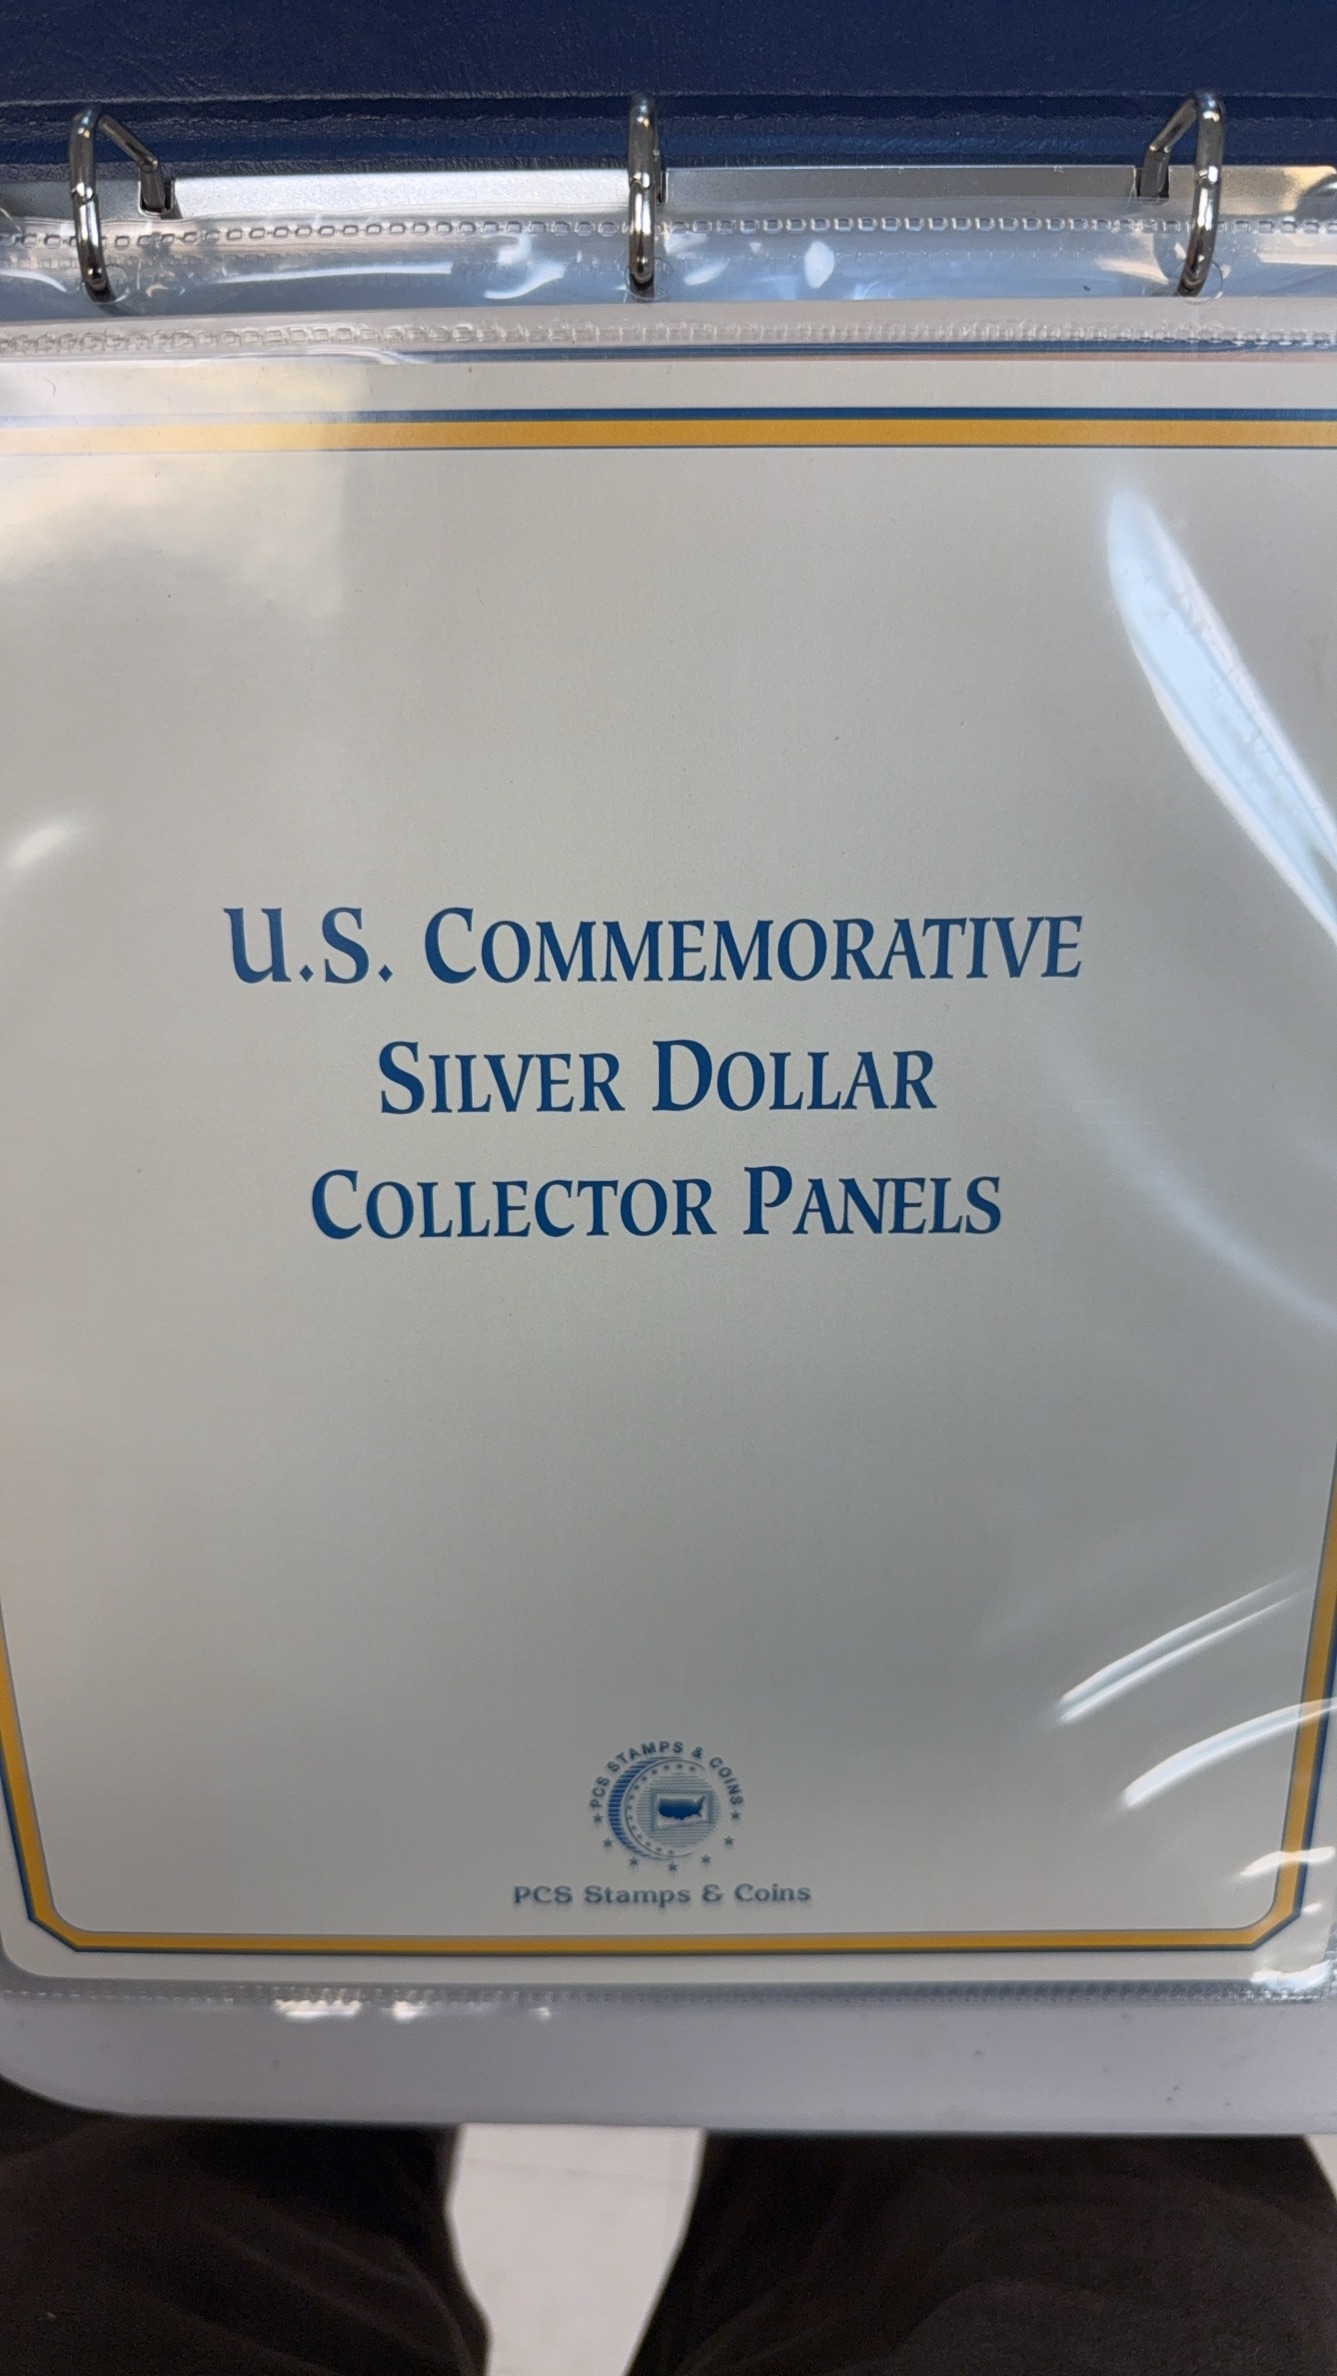 U.S. COMMEMORATIVE
SILVER DOLLAR
COLLECTOR PANELS
PCS STAMPS & COINS
PCS Stamps & Coins